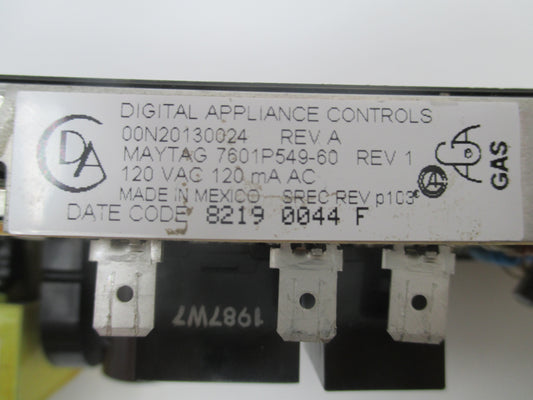 DIGITAL APPLIANCE CONTROLS
00N20130024 REV A
MAYTAG 7601P549-60 REV 1
120 VAC 120 mA AC
MADE IN MEXICO SREC REV p103
DATE CODE 8219 0044 F
DA
GAS
1987W7